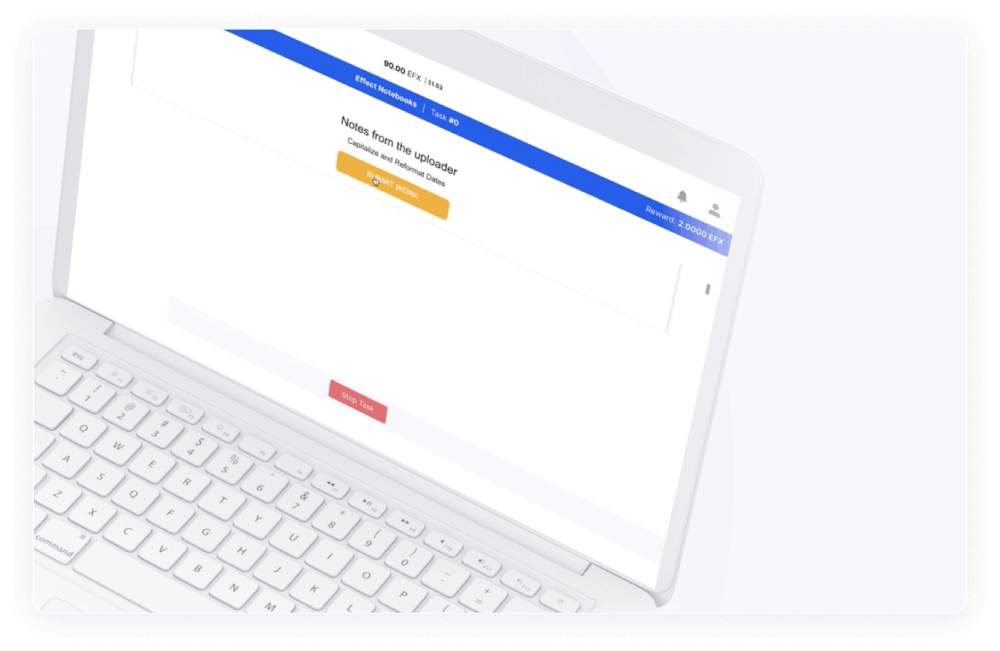 90.00 EFX | $1.53
Effect Notebooks | Task #0
Reward: 2.0000 EFX
Notes from the uploader
Capitalize and Reformat Dates
SUBMIT WORK
Stop Task
esc
~ ! @ # $ % ^ & * ( ) - +
1 2 3 4 5 6 7 8 9 0 =
Q W E R T Y U I O P
A S D F G H J K L
Z X C V B N M
command